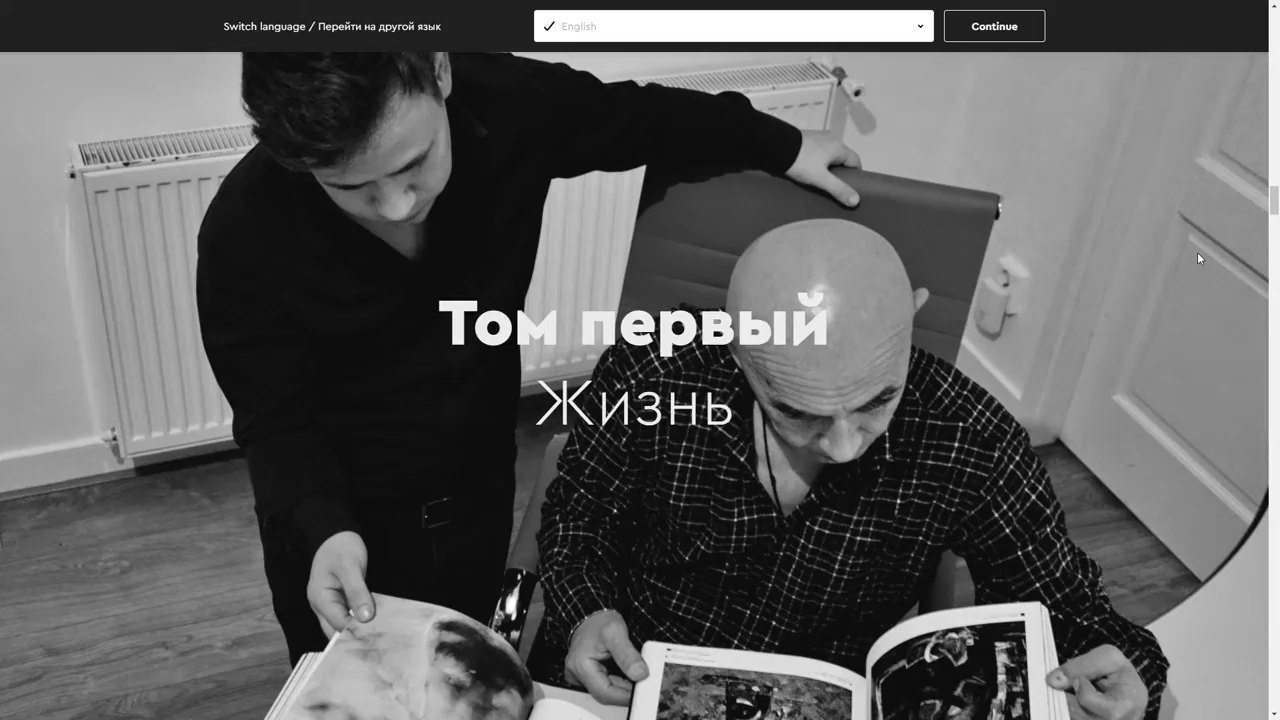 Switch language / Перейти на другой язык
English
Continue
Том первый
Жизнь